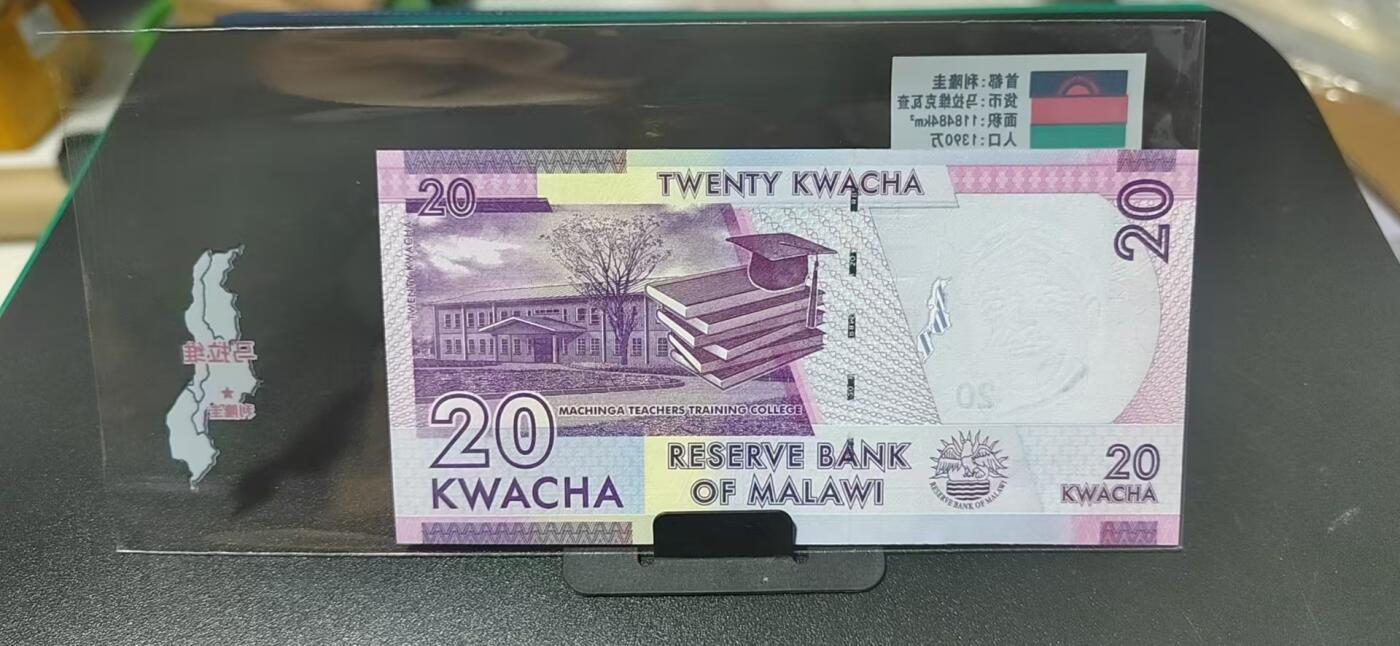 首都:利隆圭
货币:马拉维克瓦查
面积:118484km²
人口:1390万
20
TWENTY KWACHA
20
TWENTY KWACHA
马拉维
利隆圭
MACHINGA TEACHERS TRAINING COLLEGE
20
20
KWACHA
RESERVE BANK
OF MALAWI
RESERVE BANK OF MALAWI
20
KWACHA